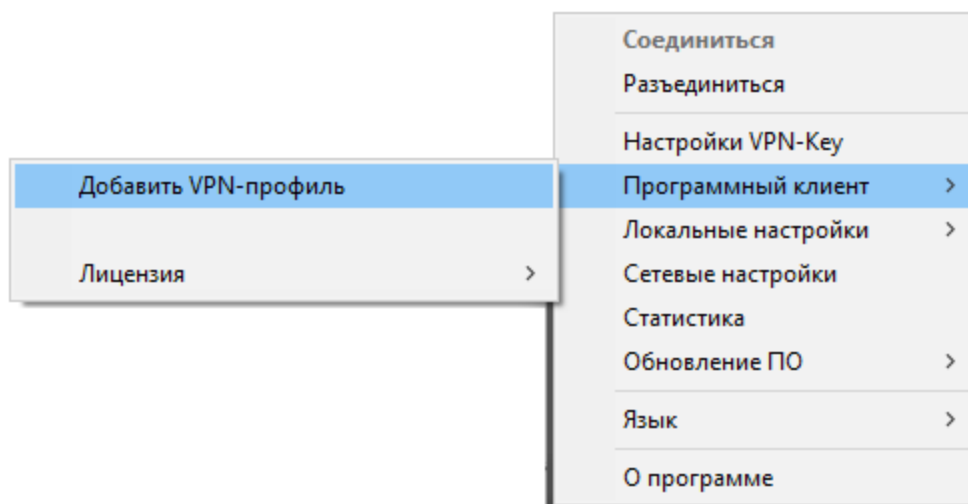 Соединиться
Разъединиться
Настройки VPN-Key
Добавить VPN-профиль
Программный клиент
Локальные настройки
Лицензия
Сетевые настройки
Статистика
Обновление ПО
Язык
О программе